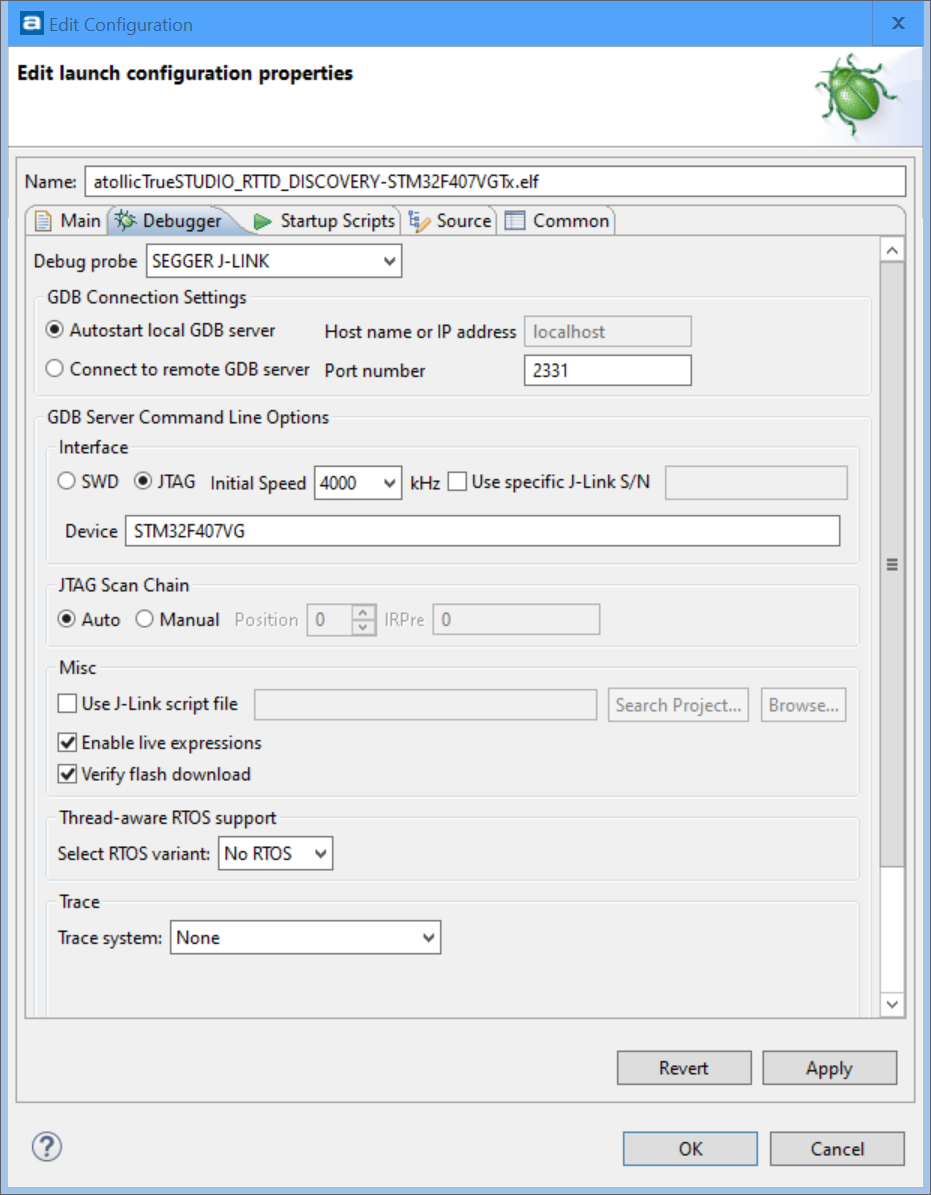 a Edit Configuration
Edit launch configuration properties
Name: atollicTrueSTUDIO_RTTD_DISCOVERY-STM32F407VGTx.elf
Main Debugger Startup Scripts Source Common
Debug probe SEGGER J-LINK
GDB Connection Settings
Autostart local GDB server Host name or IP address localhost
Connect to remote GDB server Port number 2331
GDB Server Command Line Options
Interface
SWD JTAG Initial Speed 4000 kHz Use specific J-Link S/N
Device STM32F407VG
JTAG Scan Chain
Auto Manual Position 0 IRPre 0
Misc
Use J-Link script file Search Project... Browse...
Enable live expressions
Verify flash download
Thread-aware RTOS support
Select RTOS variant: No RTOS
Trace
Trace system: None
Revert Apply
? OK Cancel